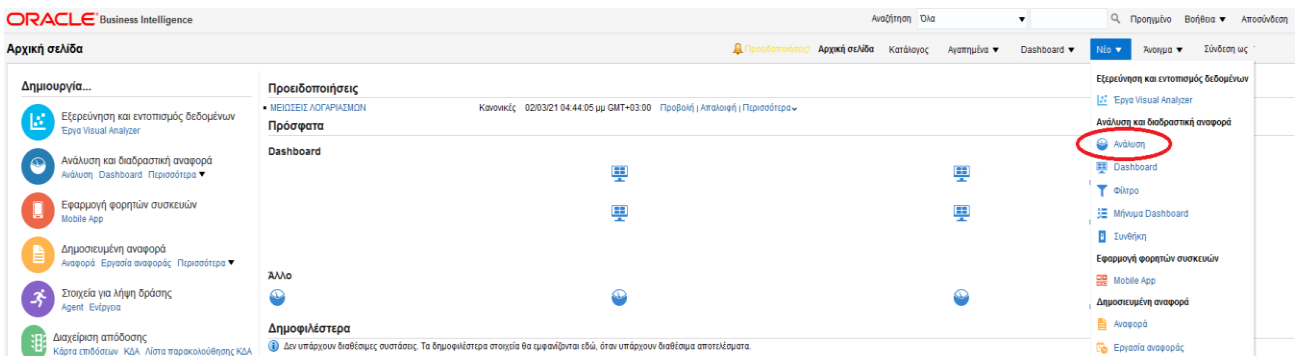 ORACLE Business Intelligence
Αναζήτηση Όλα Προηγμένο Βοήθεια Αποσύνδεση
Αρχική σελίδα
Προειδοποιήσεις! Αρχική σελίδα Κατάλογος Αγαπημένα Dashboard Νέο Άνοιγμα Σύνδεση ως
Δημιουργία...
Εξερεύνηση και εντοπισμός δεδομένων
Έργα Visual Analyzer
Ανάλυση και διαδραστική αναφορά
Ανάλυση Dashboard Περισσότερα
Εφαρμογή φορητών συσκευών
Mobile App
Δημοσιευμένη αναφορά
Αναφορά Εργασία αναφοράς Περισσότερα
Στοιχεία για λήψη δράσης
Agent Ενέργεια
Διαχείριση απόδοσης
Κάρτα επιδόσεων ΚΔΑ Λίστα παρακολούθησης ΚΔΑ
Προειδοποιήσεις
ΜΕΙΩΣΕΙΣ ΛΟΓΑΡΙΑΣΜΩΝ Κανονικές 02/03/21 04:44:05 μμ GMT+03:00 Προβολή | Απαλοιφή | Περισσότερα
Πρόσφατα
Dashboard
Άλλο
Δημοφιλέστερα
Δεν υπάρχουν διαθέσιμες συστάσεις. Τα δημοφιλέστερα στοιχεία θα εμφανίζονται εδώ, όταν υπάρχουν διαθέσιμα αποτελέσματα.
Εξερεύνηση και εντοπισμός δεδομένων
Έργα Visual Analyzer
Ανάλυση και διαδραστική αναφορά
Ανάλυση
Dashboard
Φίλτρο
Μήνυμα Dashboard
Συνθήκη
Εφαρμογή φορητών συσκευών
Mobile App
Δημοσιευμένη αναφορά
Αναφορά
Εργασία αναφοράς